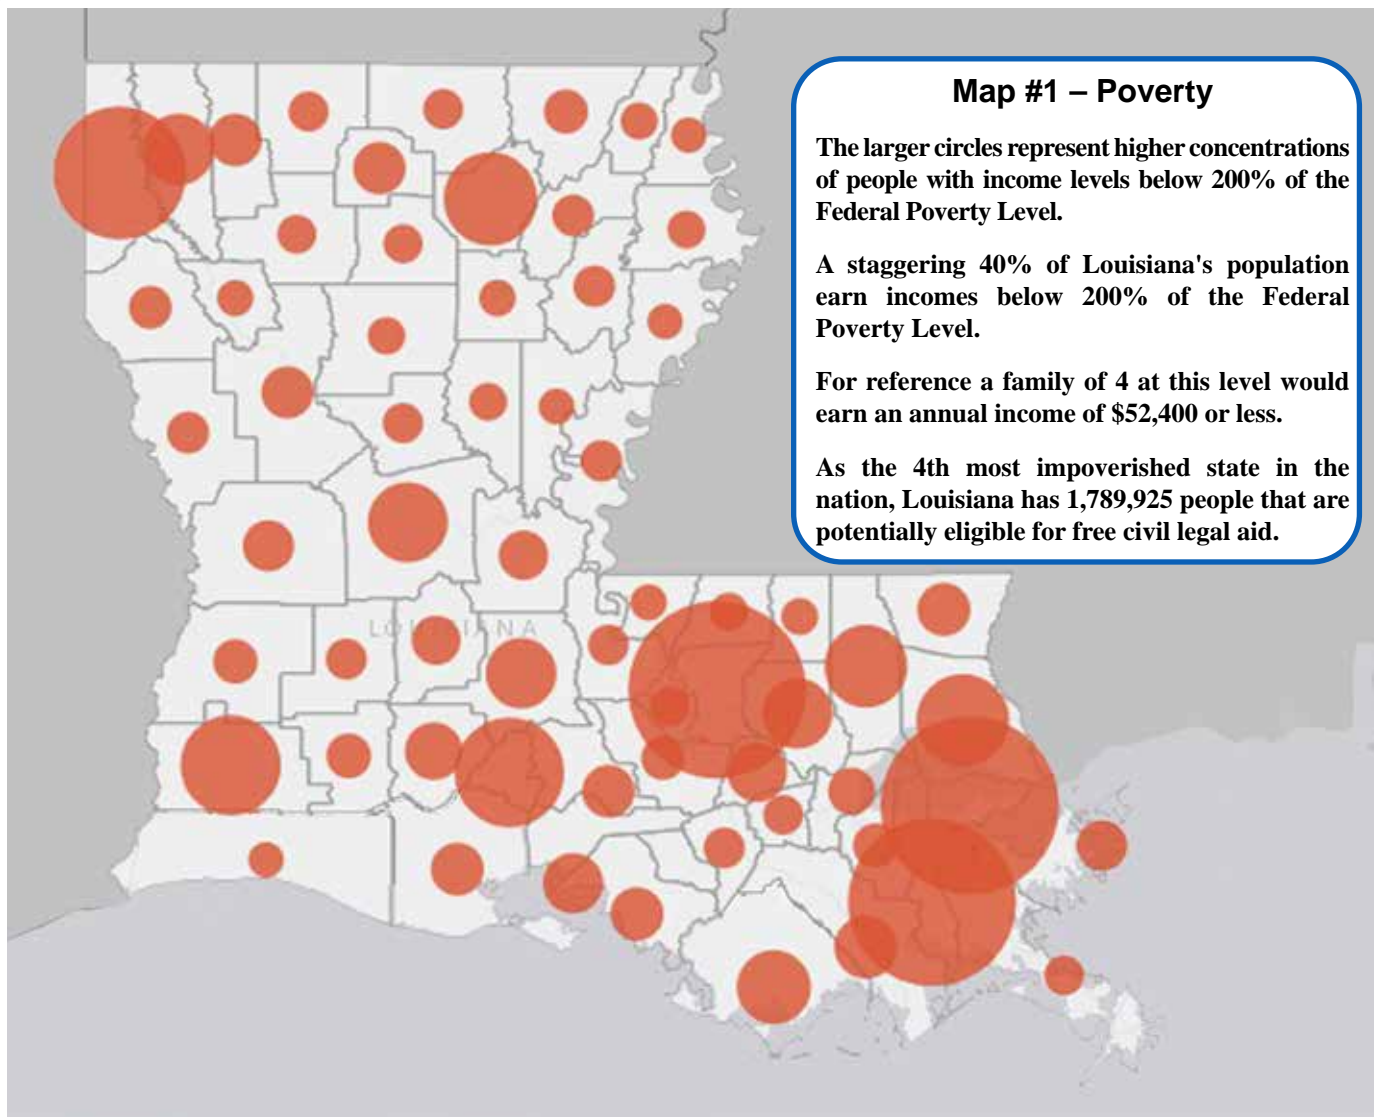 Map #1 – Poverty
The larger circles represent higher concentrations
of people with income levels below 200% of the
Federal Poverty Level.
A staggering 40% of Louisiana's population
earn incomes below 200% of the Federal
Poverty Level.
For reference a family of 4 at this level would
earn an annual income of $52,400 or less.
As the 4th most impoverished state in the
nation, Louisiana has 1,789,925 people that are
potentially eligible for free civil legal aid.
LOUISIANA